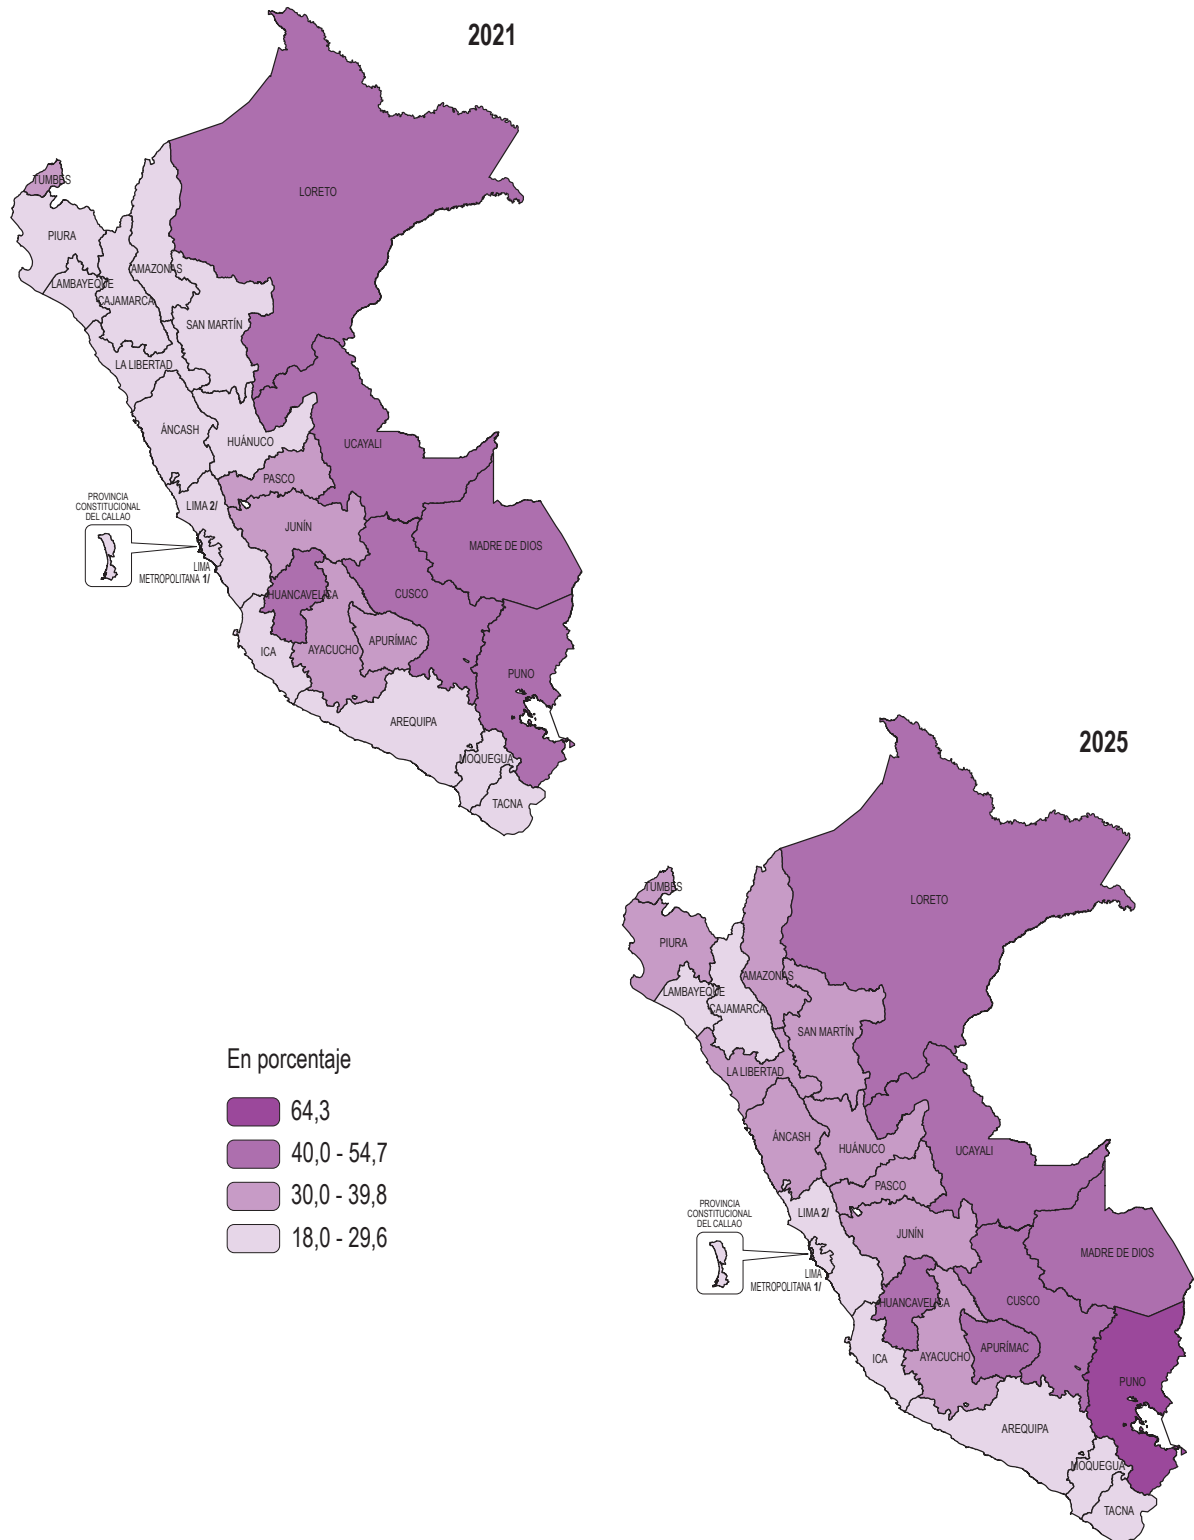 2021
LORETO
TUMBES
PIURA
AMAZONAS
LAMBAYEQUE
CAJAMARCA
SAN MARTÍN
LA LIBERTAD
ÁNCASH
HUÁNUCO
UCAYALI
PASCO
PROVINCIA
CONSTITUCIONAL
DEL CALLAO
LIMA 2/
JUNÍN
MADRE DE DIOS
LIMA
METROPOLITANA 1/
HUANCAVELICA
CUSCO
APURÍMAC
ICA
AYACUCHO
PUNO
AREQUIPA
MOQUEGUA
TACNA
2025
LORETO
TUMBES
PIURA
AMAZONAS
LAMBAYEQUE
CAJAMARCA
SAN MARTÍN
LA LIBERTAD
ÁNCASH
HUÁNUCO
UCAYALI
PASCO
PROVINCIA
CONSTITUCIONAL
DEL CALLAO
LIMA 2/
JUNÍN
MADRE DE DIOS
LIMA
METROPOLITANA 1/
HUANCAVELICA
CUSCO
APURÍMAC
ICA
AYACUCHO
PUNO
AREQUIPA
MOQUEGUA
TACNA
En porcentaje
64,3
40,0 - 54,7
30,0 - 39,8
18,0 - 29,6